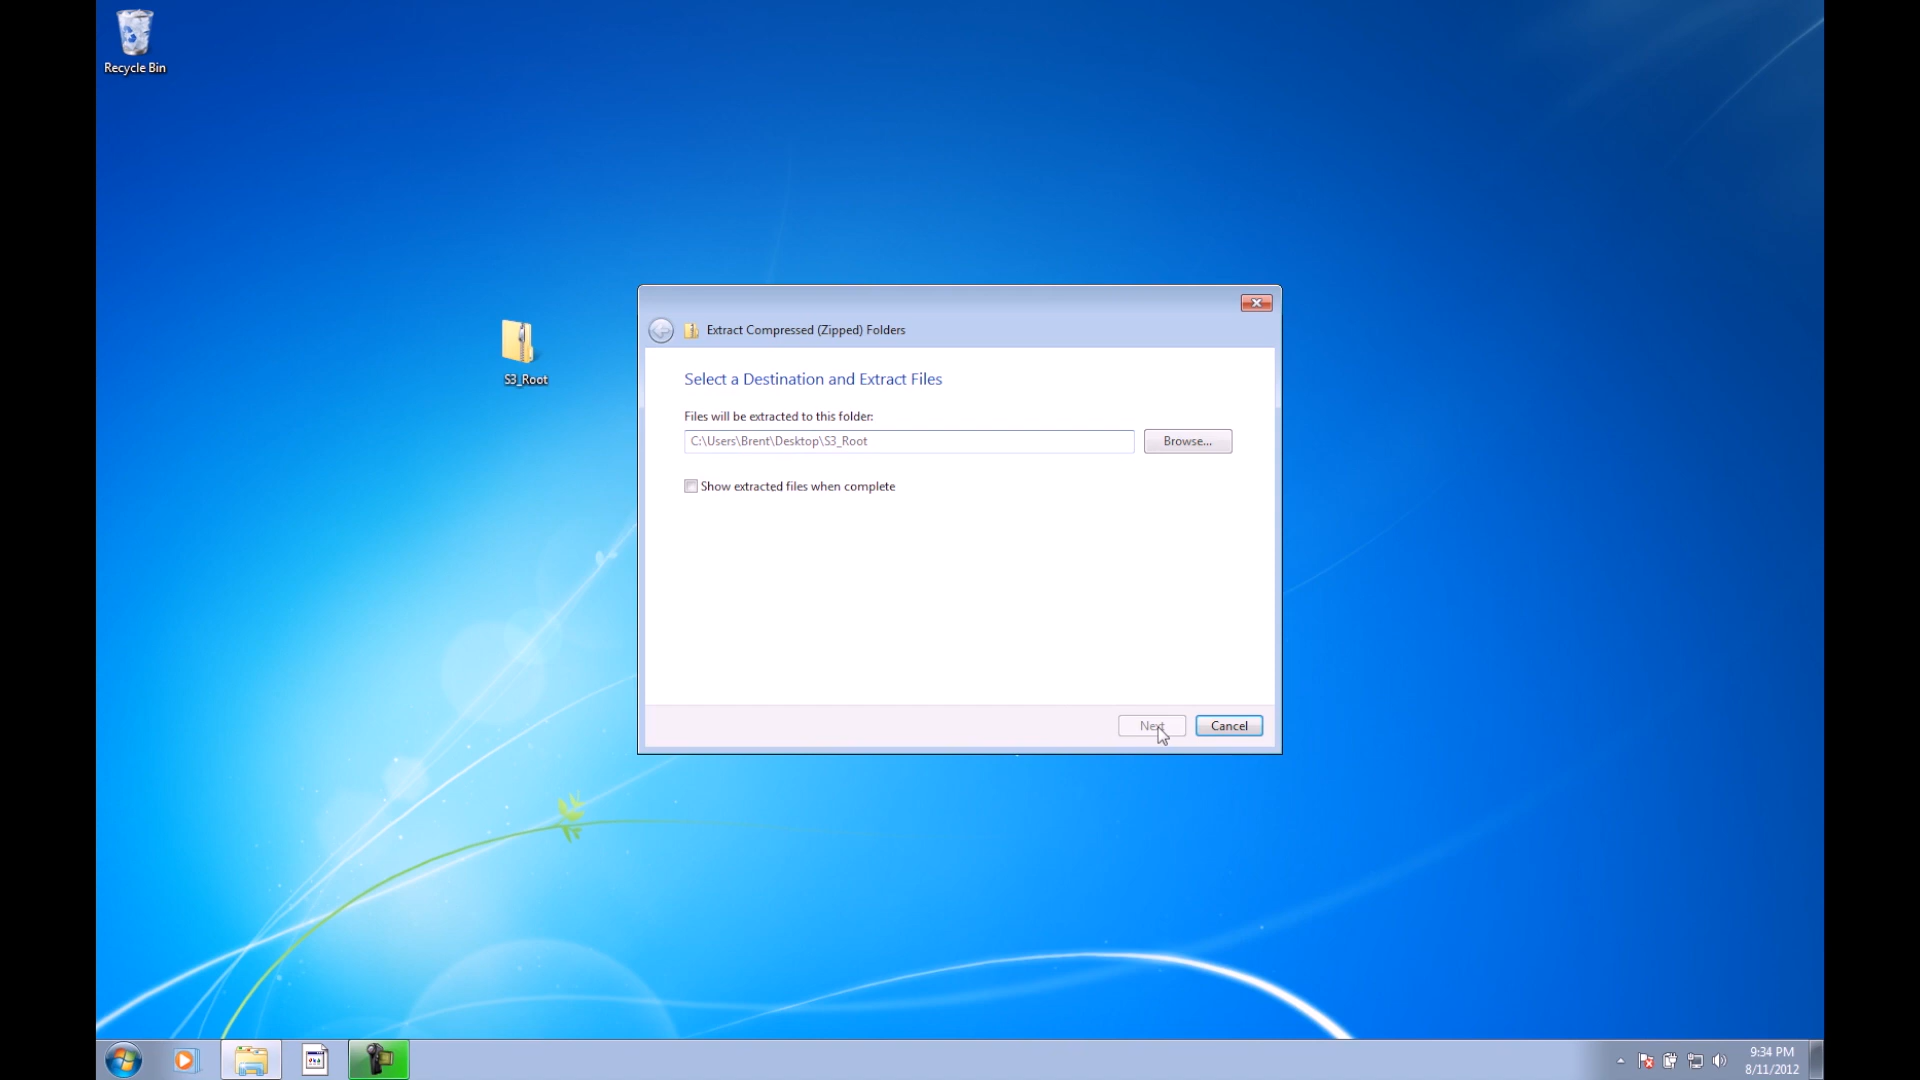 Recycle Bin
S3_Root
Extract Compressed (Zipped) Folders
Select a Destination and Extract Files
Files will be extracted to this folder:
C:\Users\Brent\Desktop\S3_Root
Browse...
Show extracted files when complete
Next
Cancel
9:34 PM
8/11/2012